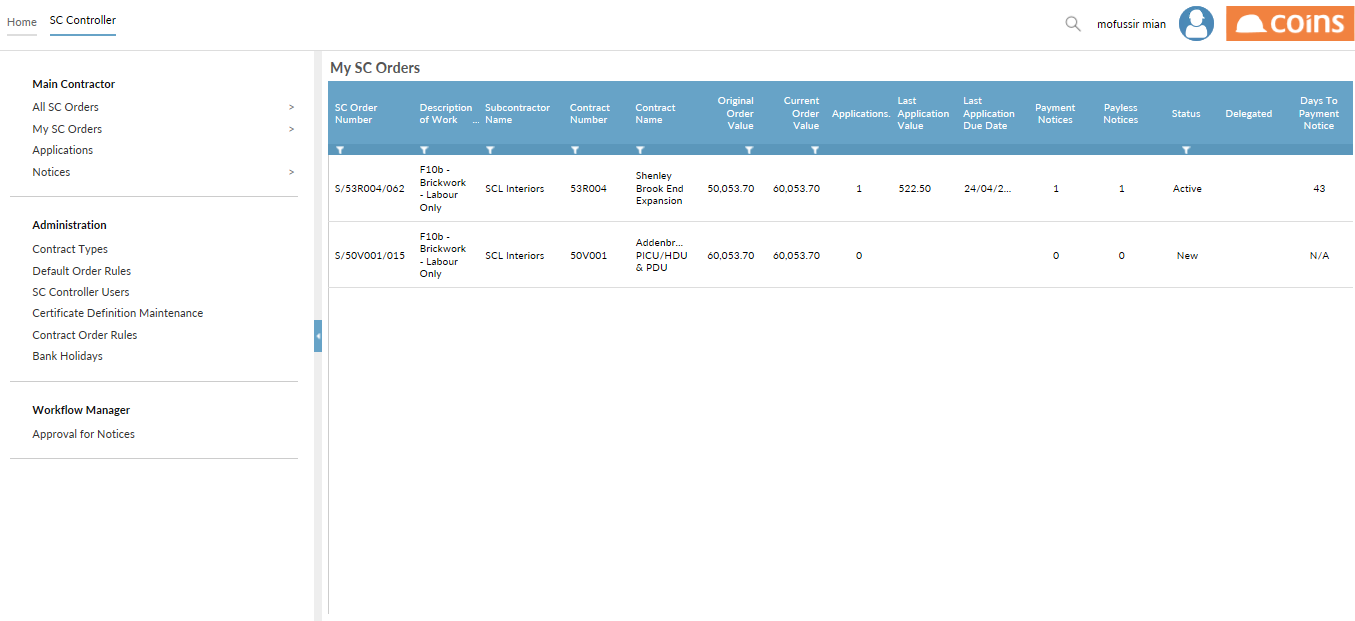 Home
SC Controller
mofussir mian
coins
Main Contractor
All SC Orders >
My SC Orders >
Applications
Notices >
Administration
Contract Types
Default Order Rules
SC Controller Users
Certificate Definition Maintenance
Contract Order Rules
Bank Holidays
Workflow Manager
Approval for Notices
My SC Orders
SC Order
Number
Description
of Work ...
Subcontractor
Name
Contract
Number
Contract
Name
Original
Order
Value
Current
Order
Value
Applications.
Last
Application
Value
Last
Application
Due Date
Payment
Notices
Payless
Notices
Status
Delegated
Days To
Payment
Notice
S/53R004/062
F10b -
Brickwork
- Labour
Only
SCL Interiors
53R004
Shenley
Brook End
Expansion
50,053.70
60,053.70
1
522.50
24/04/2...
1
1
Active
43
S/50V001/015
F10b -
Brickwork
- Labour
Only
SCL Interiors
50V001
Addenbr...
PICU/HDU
& PDU
60,053.70
60,053.70
0
0
0
New
N/A